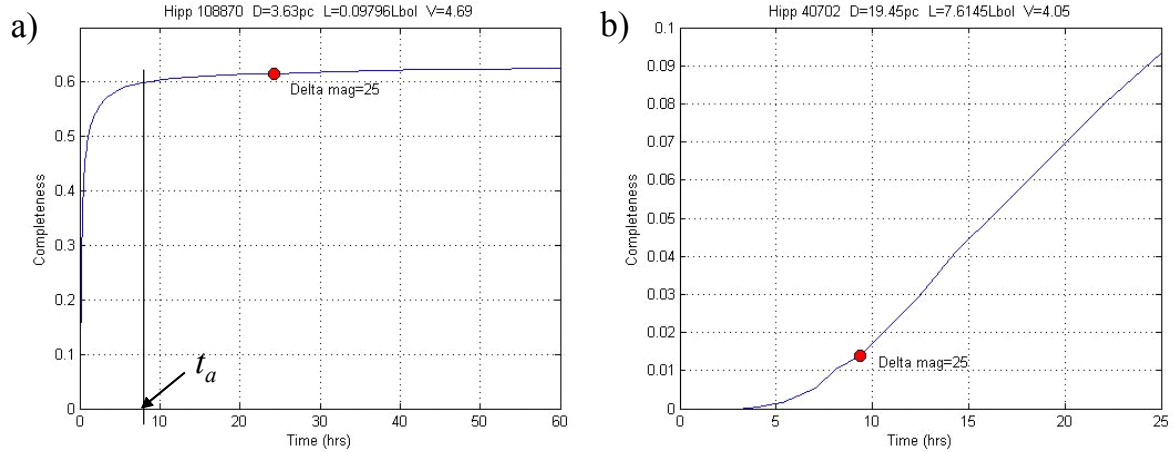 a)
Hipp 108870 D=3.63pc L=0.09796Lbol V=4.69
0.6
0.5
0.4
0.3
0.2
0.1
0
Completeness
Delta mag=25
t_a
0 10 20 30 40 50 60
Time (hrs)
b)
Hipp 40702 D=19.45pc L=7.6145Lbol V=4.05
0.1
0.09
0.08
0.07
0.06
0.05
0.04
0.03
0.02
0.01
0
Completeness
Delta mag=25
0 5 10 15 20 25
Time (hrs)